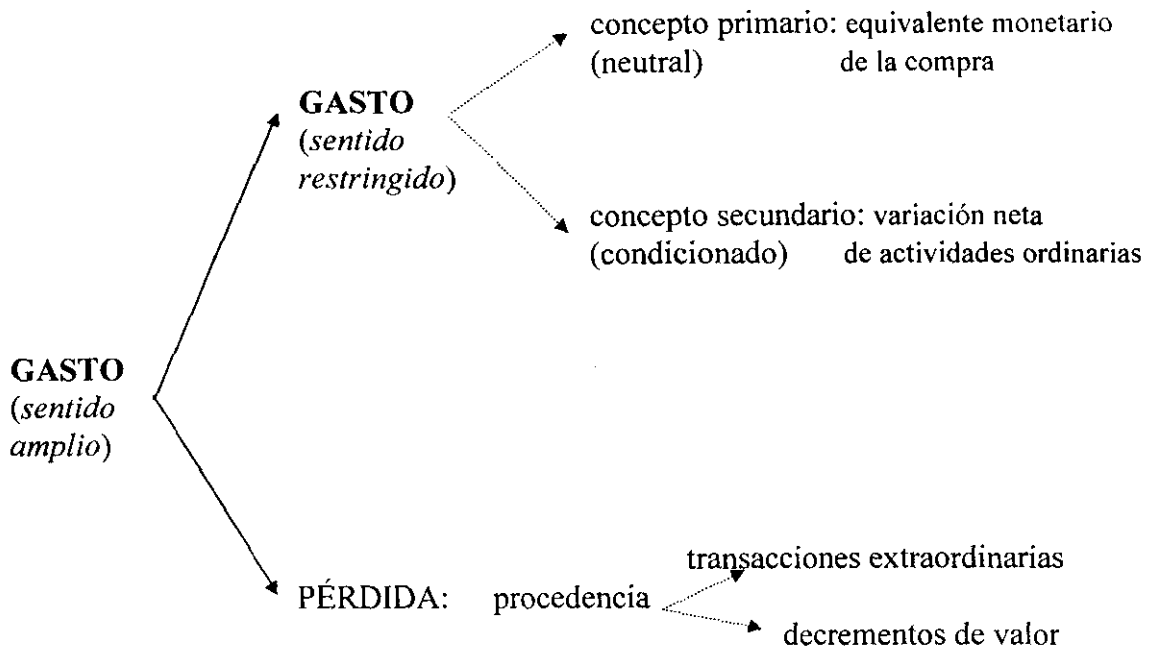 concepto primario: equivalente monetario
(neutral) de la compra
GASTO
(sentido
restringido)
concepto secundario: variación neta
(condicionado) de actividades ordinarias
GASTO
(sentido
amplio)
transacciones extraordinarias
PÉRDIDA: procedencia
decrementos de valor